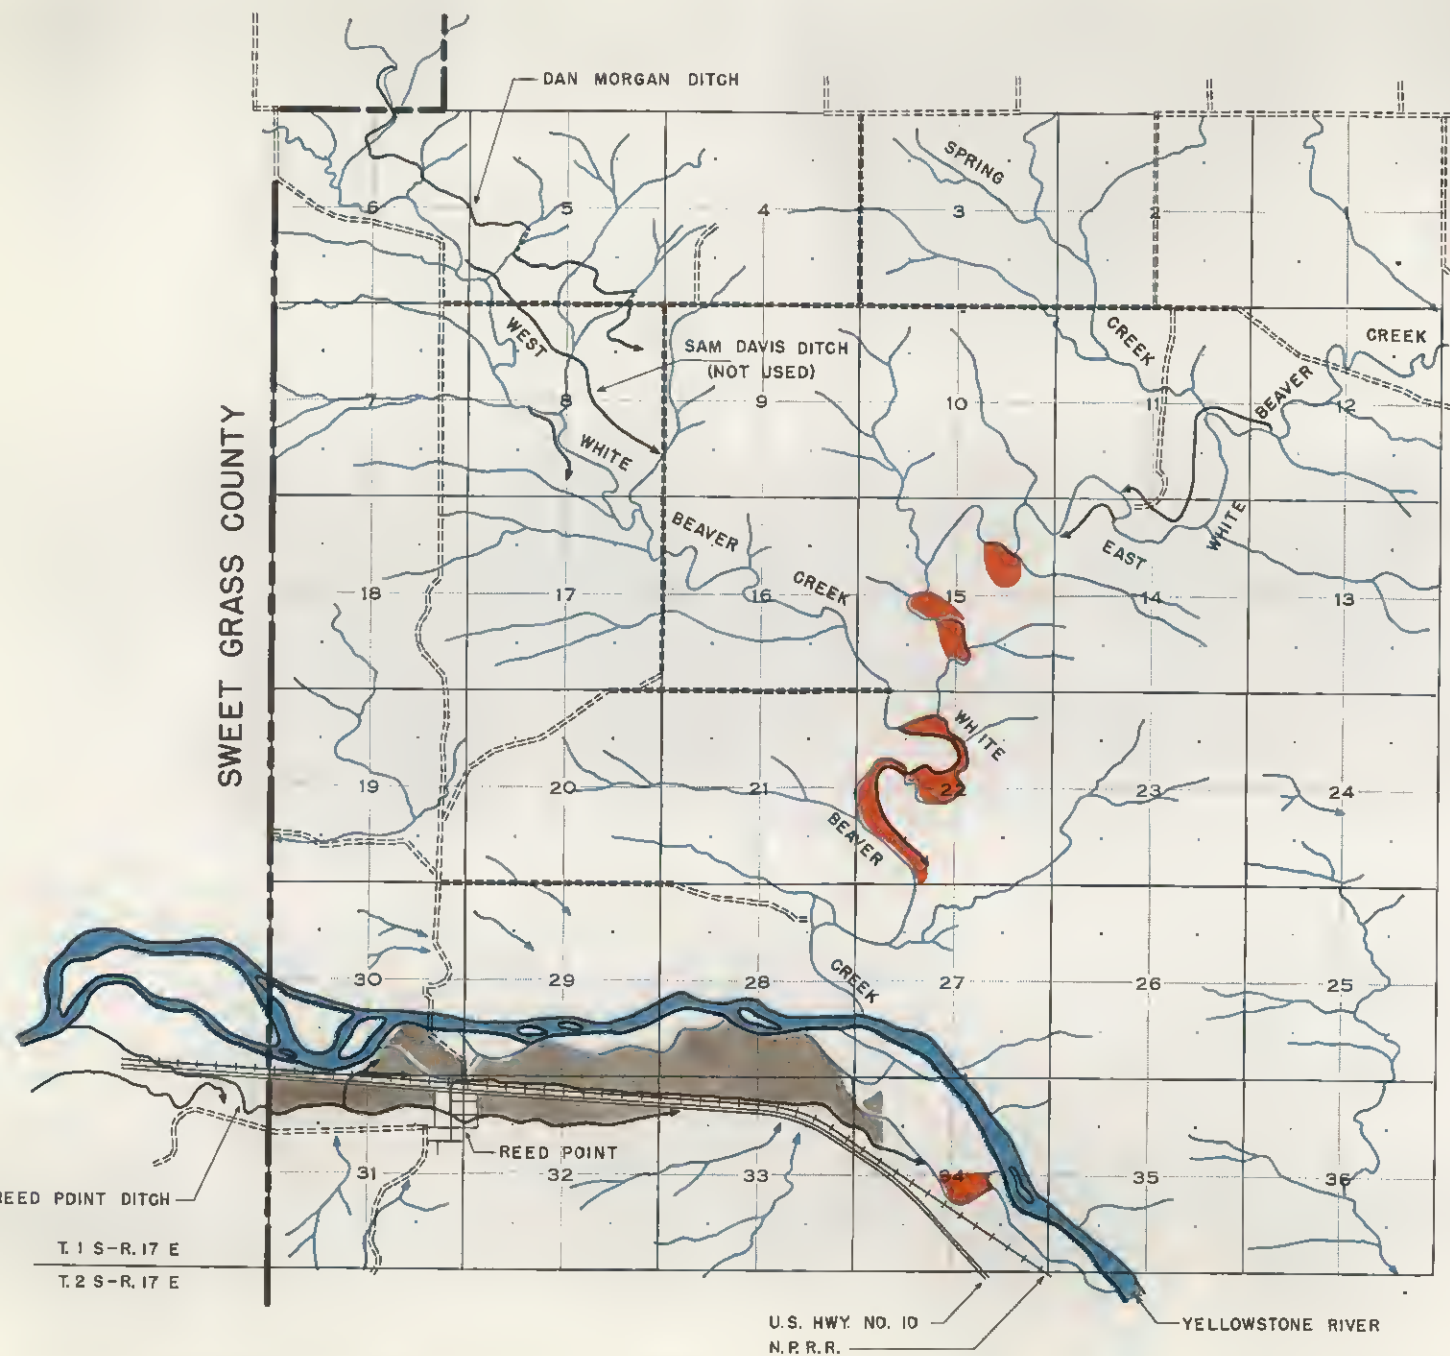 DAN MORGAN DITCH
SPRING
6
5
4
3
2
1
WEST
SAM DAVIS DITCH
(NOT USED)
CREEK
CREEK
BEAVER
7
8
9
10
11
12
WHITE
SWEET GRASS COUNTY
BEAVER
WHITE
EAST
CREEK
18
17
16
15
14
13
WHITE
19
20
21
22
23
24
BEAVER
30
29
28
CREEK
27
26
25
REED POINT
31
32
33
34
35
36
REED POINT DITCH
T. 1 S-R. 17 E
T. 2 S-R. 17 E
U.S. HWY. NO. 10
N.P.R.R.
YELLOWSTONE RIVER